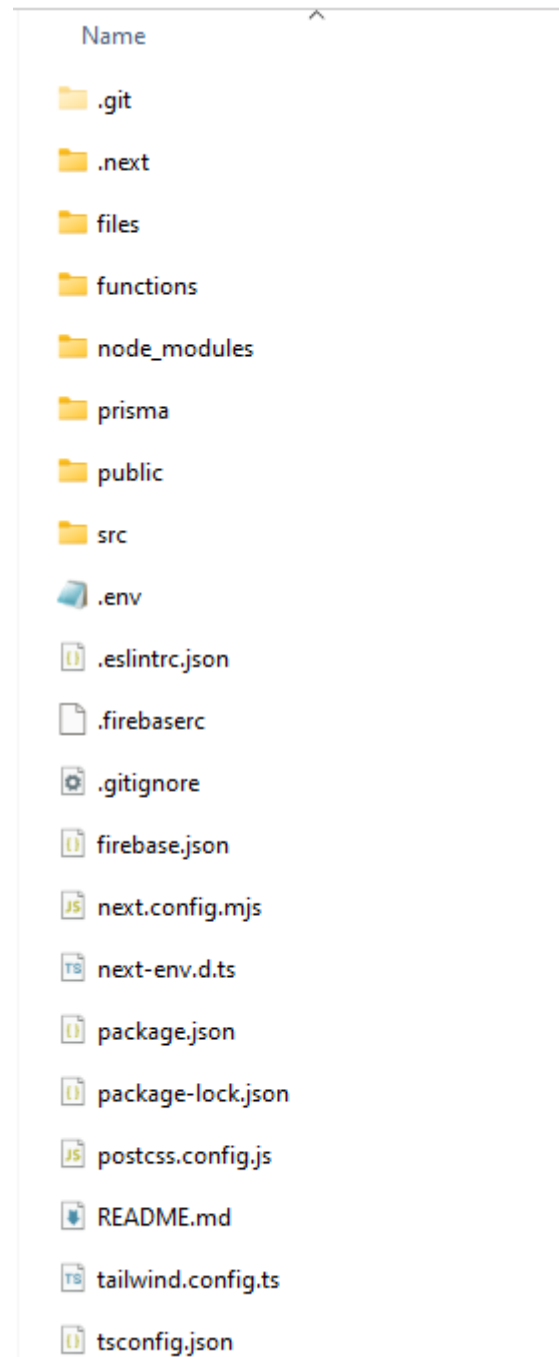 Name
.git
.next
files
functions
node_modules
prisma
public
src
.env
.eslintrc.json
.firebaserc
.gitignore
firebase.json
next.config.mjs
next-env.d.ts
package.json
package-lock.json
postcss.config.js
README.md
tailwind.config.ts
tsconfig.json